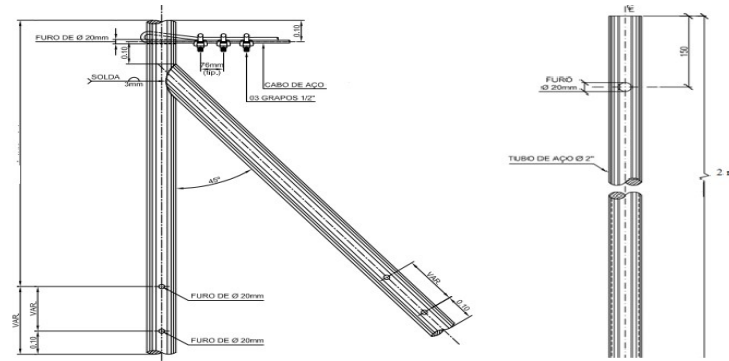 FURO DE Ø 20mm
0.10
0.10
76mm
(tip.)
SOLDA
3mm
CABO DE AÇO
03 GRAPOS 1/2"
45°
VAR
0.10
VAR
VAR
0.10
FURO DE Ø 20mm
FURO DE Ø 20mm
150
FURO
Ø 20mm
TUBO DE AÇO Ø 2"
2